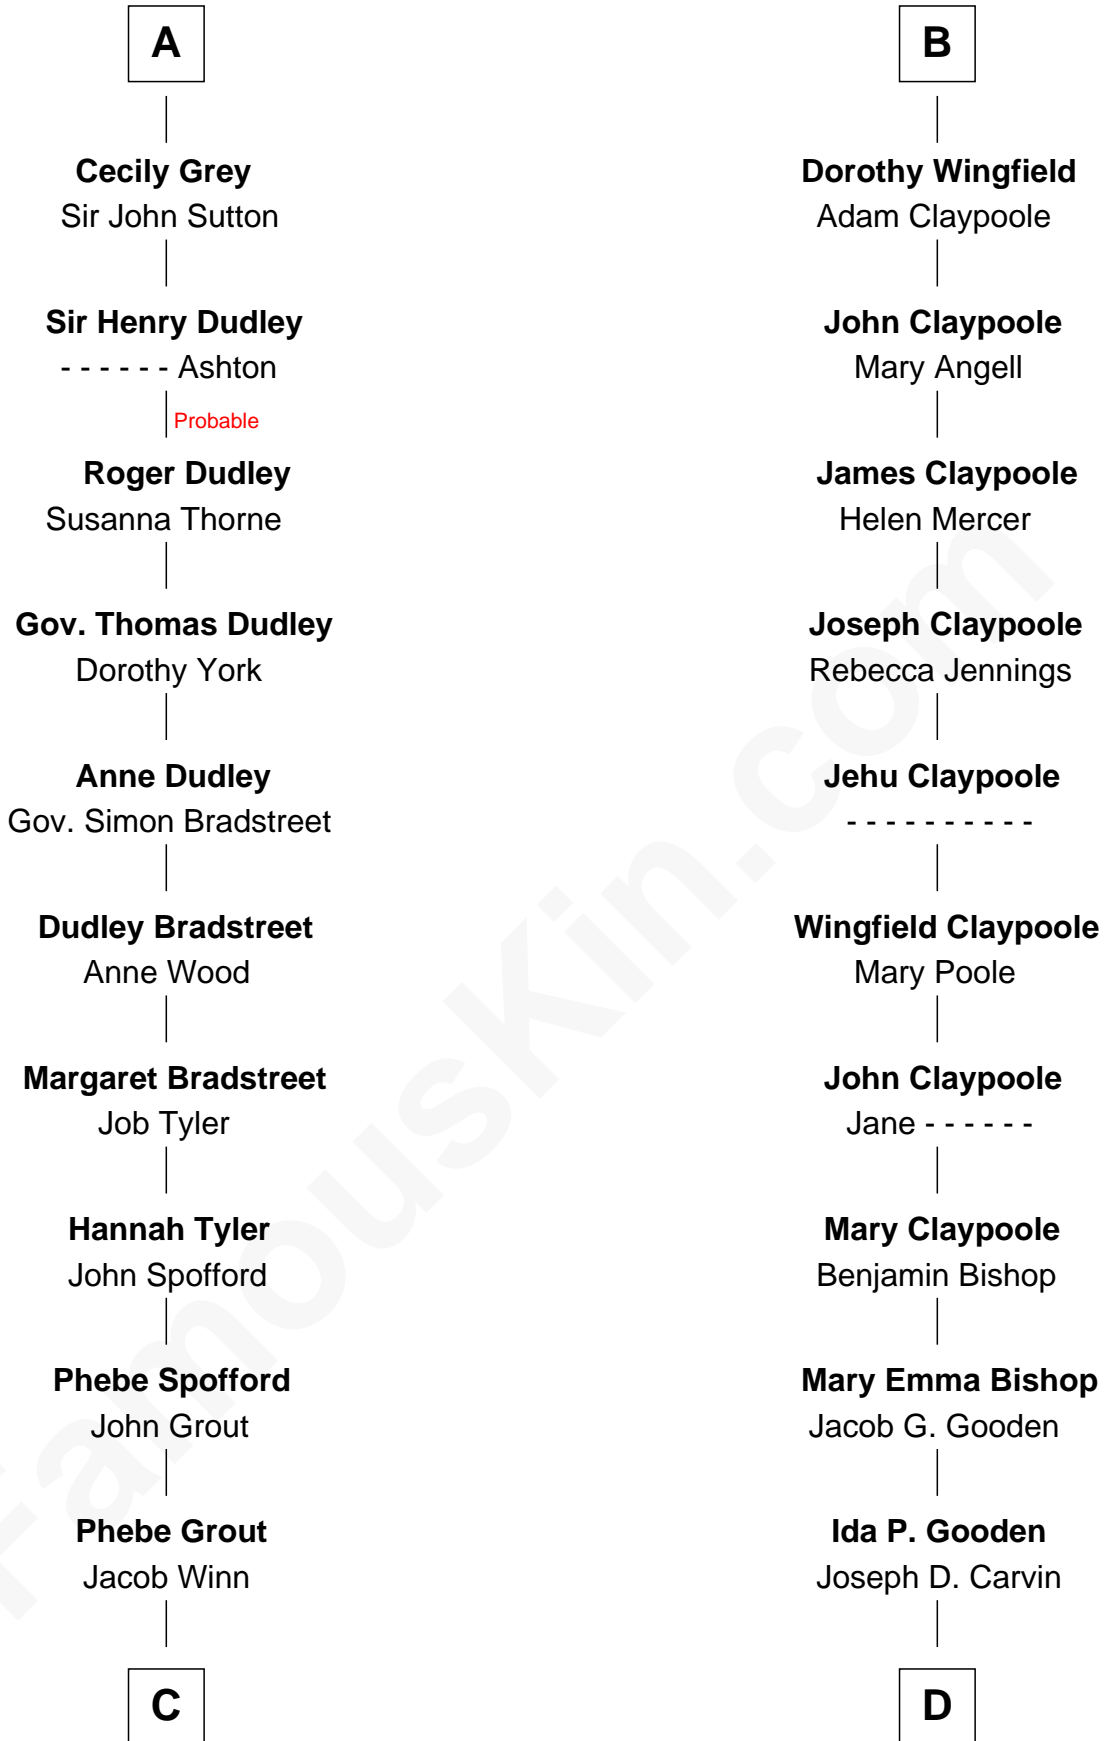 A
Cecily Grey
Sir John Sutton
Sir Henry Dudley
- - - - - - Ashton
Probable
Roger Dudley
Susanna Thorne
Gov. Thomas Dudley
Dorothy York
Anne Dudley
Gov. Simon Bradstreet
Dudley Bradstreet
Anne Wood
Margaret Bradstreet
Job Tyler
Hannah Tyler
John Spofford
Phebe Spofford
John Grout
Phebe Grout
Jacob Winn
C
B
Dorothy Wingfield
Adam Claypoole
John Claypoole
Mary Angell
James Claypoole
Helen Mercer
Joseph Claypoole
Rebecca Jennings
Jehu Claypoole
- - - - - - - - - -
Wingfield Claypoole
Mary Poole
John Claypoole
Jane - - - - - -
Mary Claypoole
Benjamin Bishop
Mary Emma Bishop
Jacob G. Gooden
Ida P. Gooden
Joseph D. Carvin
D
FamousKin.com